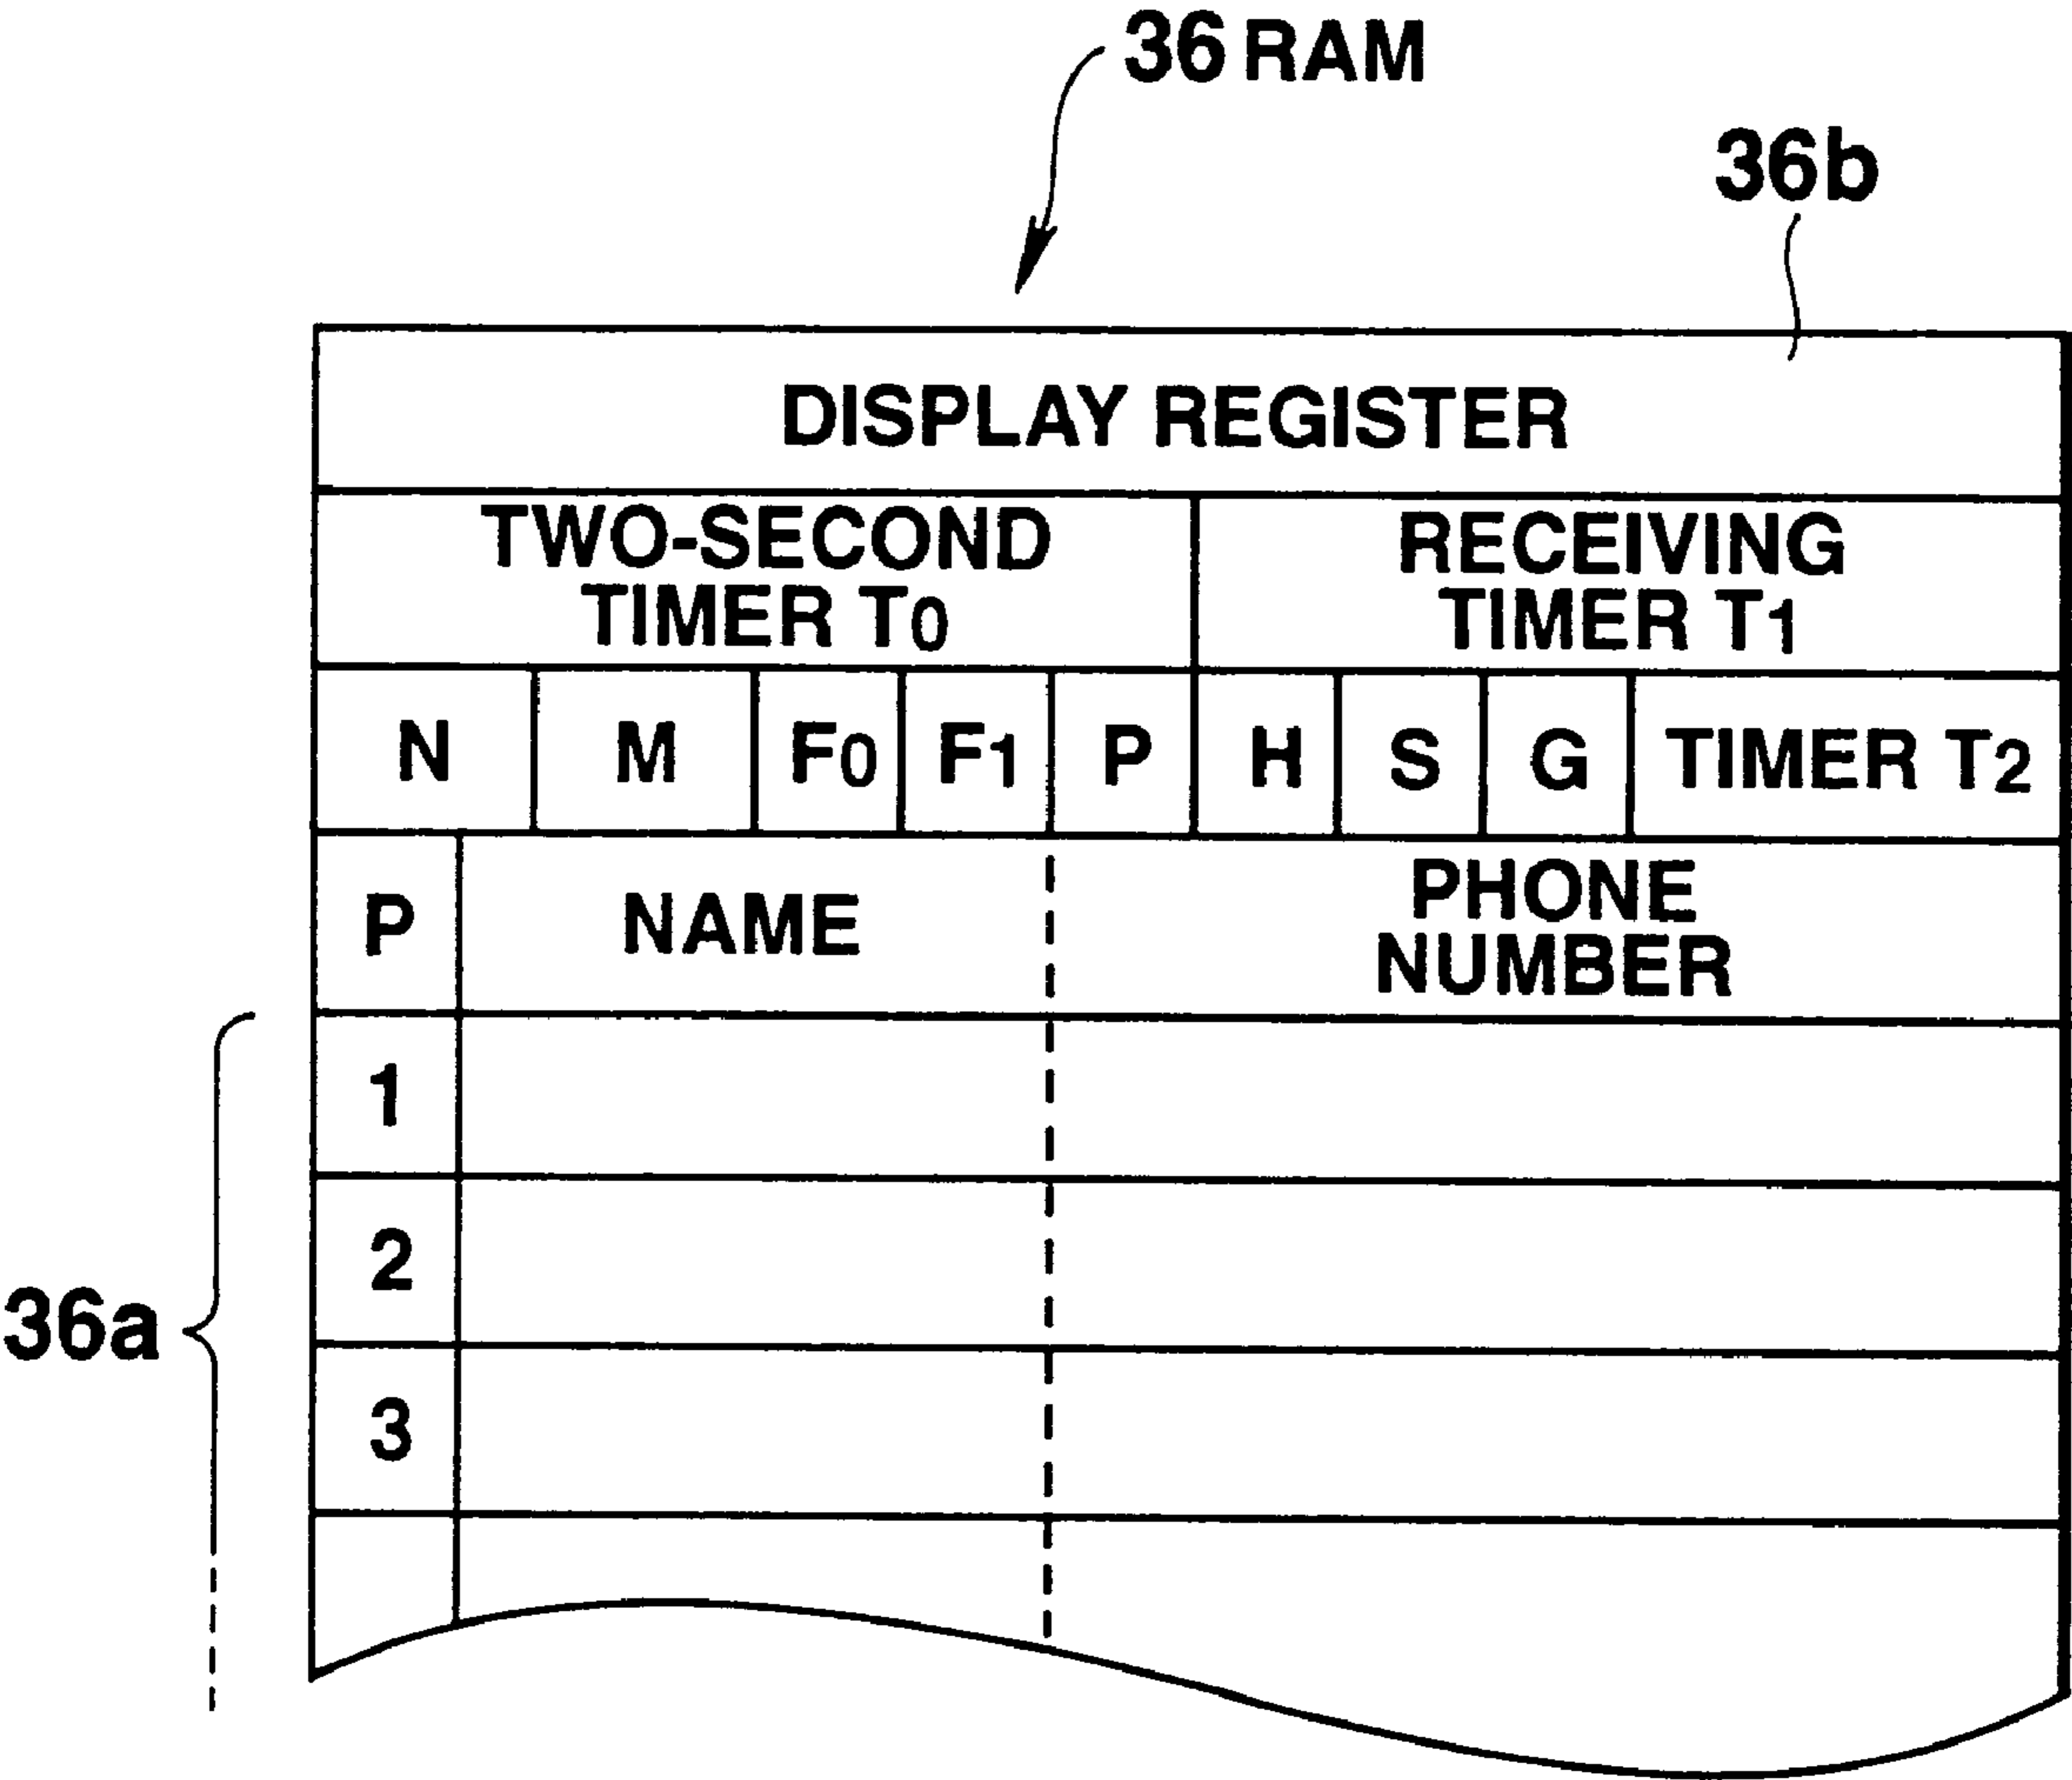 36 RAM
36b
DISPLAY REGISTER
TWO-SECOND
TIMER T0
RECEIVING
TIMER T1
N M F0 F1 P H S G TIMER T2
P NAME PHONE
NUMBER
1
2
36a
3